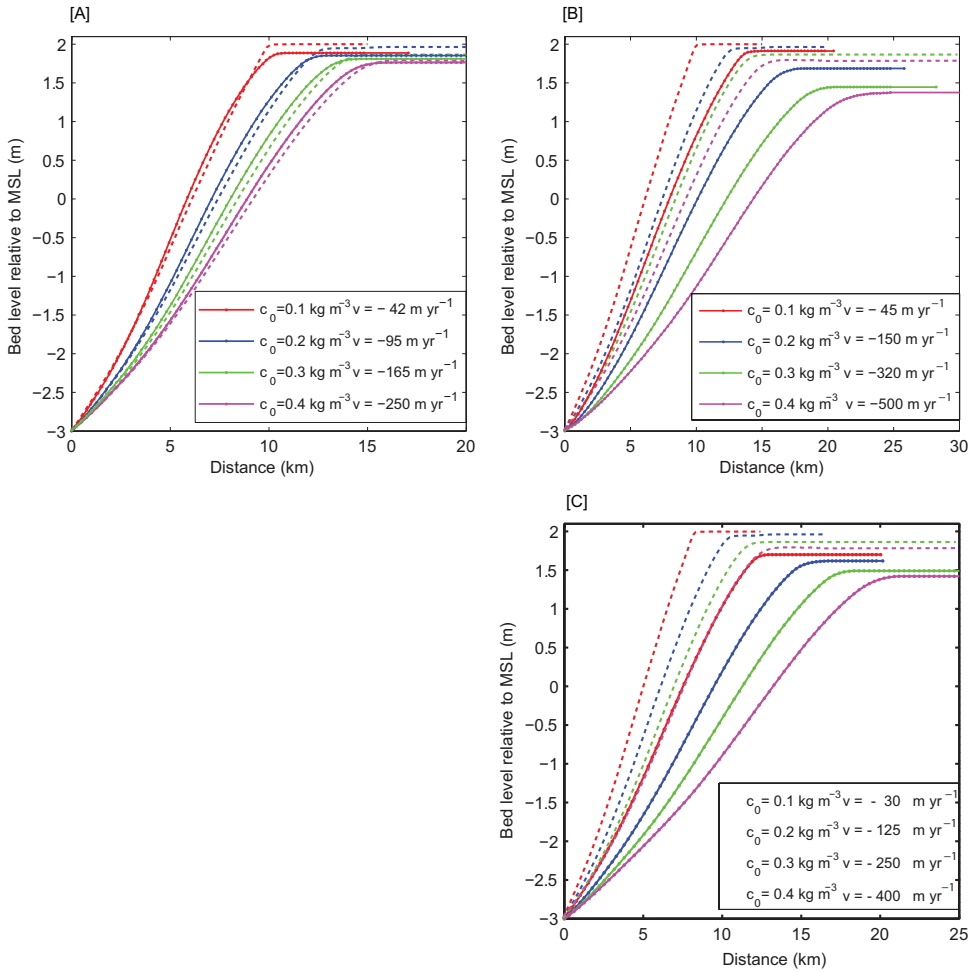 [A]
2
1.5
1
0.5
0
−0.5
−1
−1.5
−2
−2.5
−3
Bed level relative to MSL (m)
c0=0.1 kg m−3 v = − 42 m yr−1
c0=0.2 kg m−3 v = −95 m yr−1
c0=0.3 kg m−3 v = −165 m yr−1
c0=0.4 kg m−3 v = −250 m yr−1
0 5 10 15 20
Distance (km)
[B]
2
1.5
1
0.5
0
−0.5
−1
−1.5
−2
−2.5
−3
Bed level relative to MSL (m)
c0=0.1 kg m−3 v = − 45 m yr−1
c0=0.2 kg m−3 v = −150 m yr−1
c0=0.3 kg m−3 v = −320 m yr−1
c0=0.4 kg m−3 v = −500 m yr−1
0 5 10 15 20 25 30
Distance (km)
[C]
2
1.5
1
0.5
0
−0.5
−1
−1.5
−2
−2.5
−3
Bed level relative to MSL (m)
c0= 0.1 kg m−3 v = - 30 m yr−1
c0= 0.2 kg m−3 v = - 125 m yr−1
c0= 0.3 kg m−3 v = - 250 m yr−1
c0= 0.4 kg m−3 v = - 400 m yr−1
0 5 10 15 20 25
Distance (km)